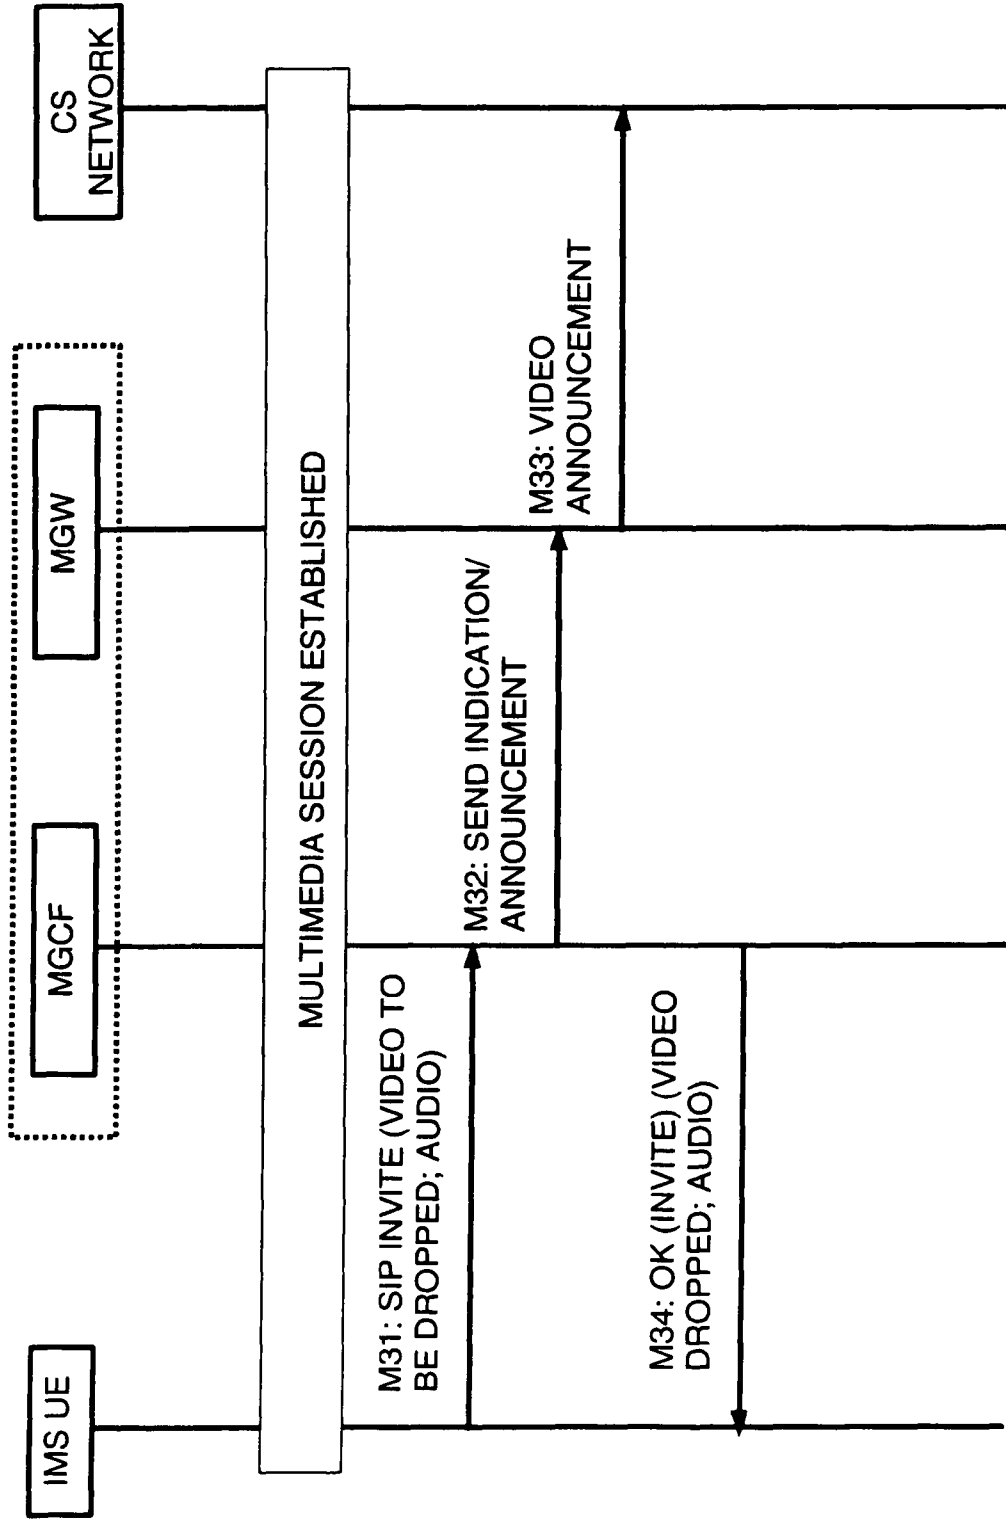 IMS UE
MGCF
MGW
CS
NETWORK
MULTIMEDIA SESSION ESTABLISHED
M31: SIP INVITE (VIDEO TO
BE DROPPED; AUDIO)
M32: SEND INDICATION/
ANNOUNCEMENT
M33: VIDEO
ANNOUNCEMENT
M34: OK (INVITE) (VIDEO
DROPPED; AUDIO)